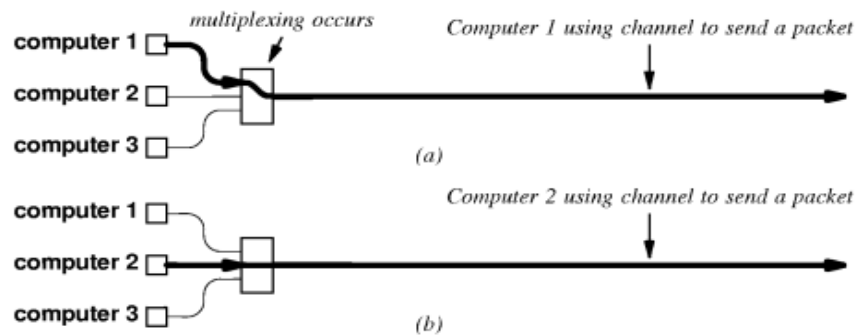 multiplexing occurs
Computer 1 using channel to send a packet
computer 1
computer 2
computer 3
(a)
Computer 2 using channel to send a packet
computer 1
computer 2
computer 3
(b)